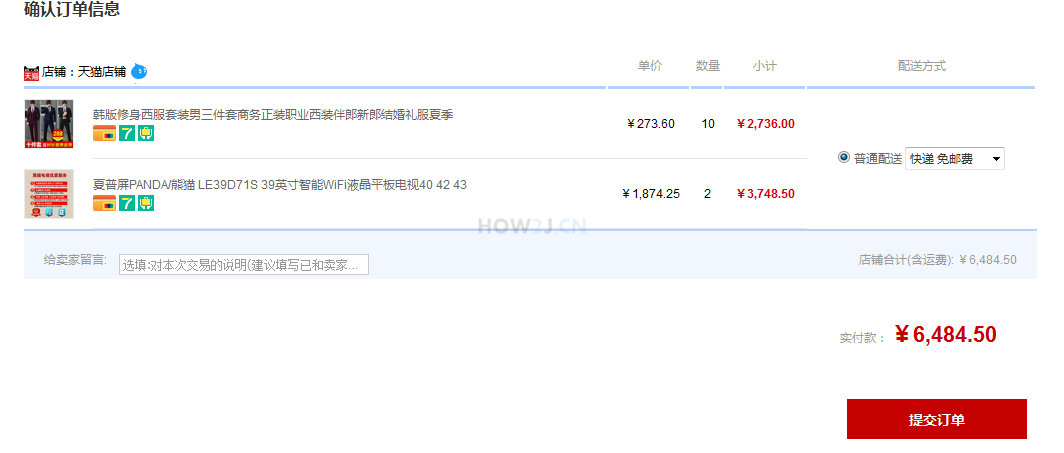 确认订单信息
天猫 店铺：天猫店铺 单价 数量 小计 配送方式
韩版修身西服套装男三件套商务正装职业西装伴郎新郎结婚礼服夏季
288
十件套
7
￥273.60 10 ￥2,736.00
普通配送 快递 免邮费
夏普屏PANDA/熊猫 LE39D71S 39英寸智能WiFi液晶平板电视40 42 43
7
￥1,874.25 2 ￥3,748.50
HOW2J.CN
给卖家留言: 选填:对本次交易的说明(建议填写已和卖家... 店铺合计(含运费): ￥6,484.50
实付款： ￥6,484.50
提交订单